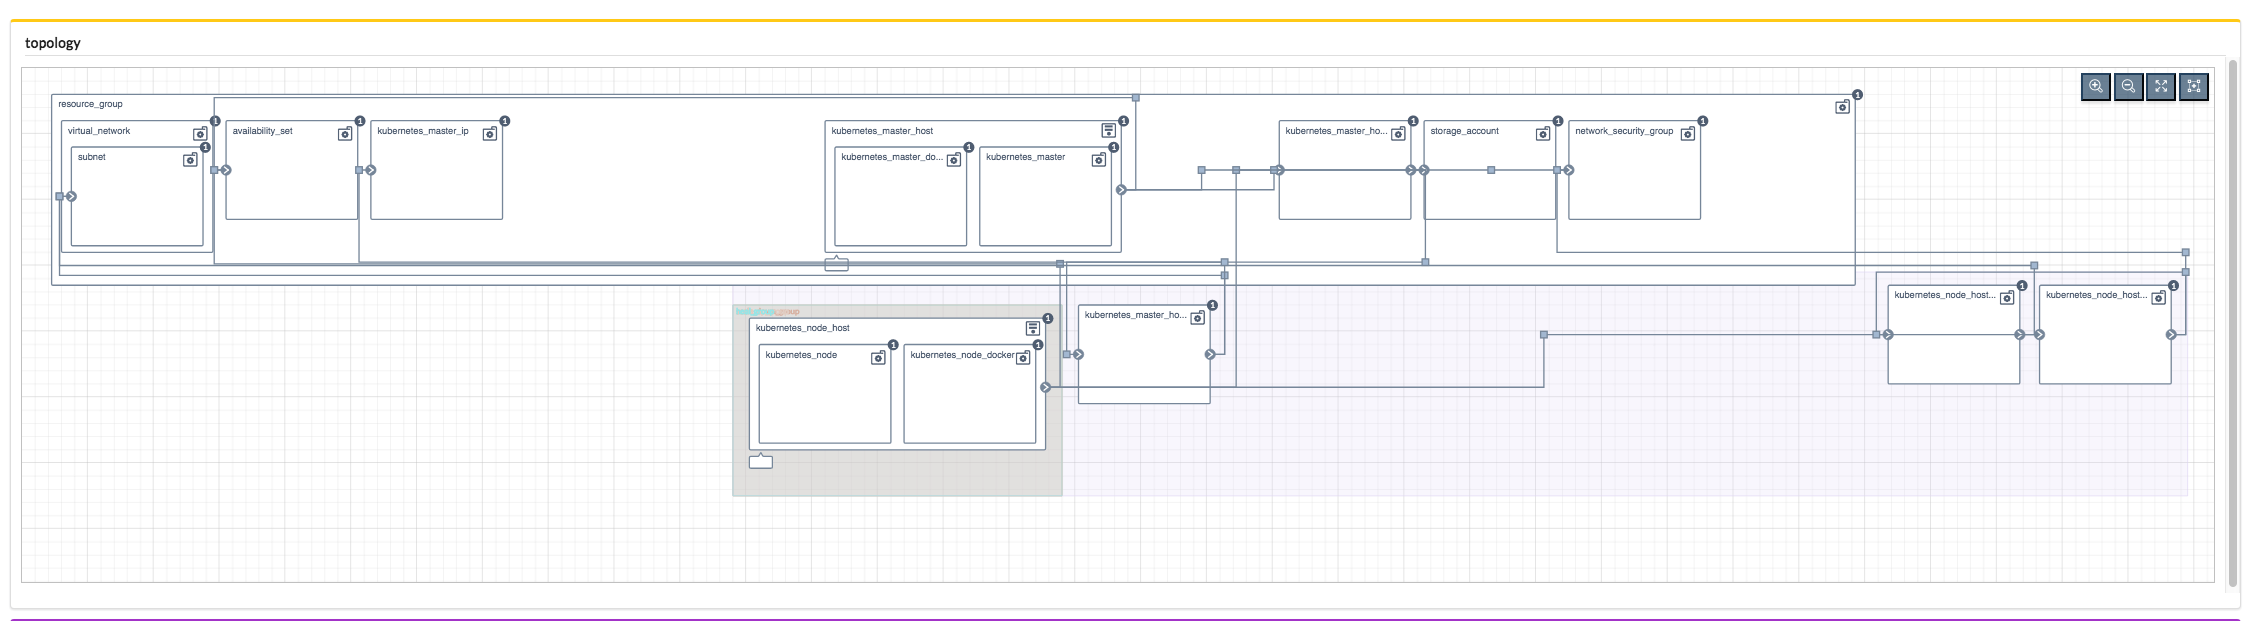 topology
resource_group
virtual_network
1
availability_set
1
kubernetes_master_ip
1
kubernetes_master_host
1
kubernetes_master_ho...
1
storage_account
1
network_security_group
1
1
subnet
1
kubernetes_master_do...
1
kubernetes_master
1
kubernetes_node_host
1
kubernetes_node
1
kubernetes_node_docker
1
kubernetes_master_ho...
1
kubernetes_node_host...
1
kubernetes_node_host...
1